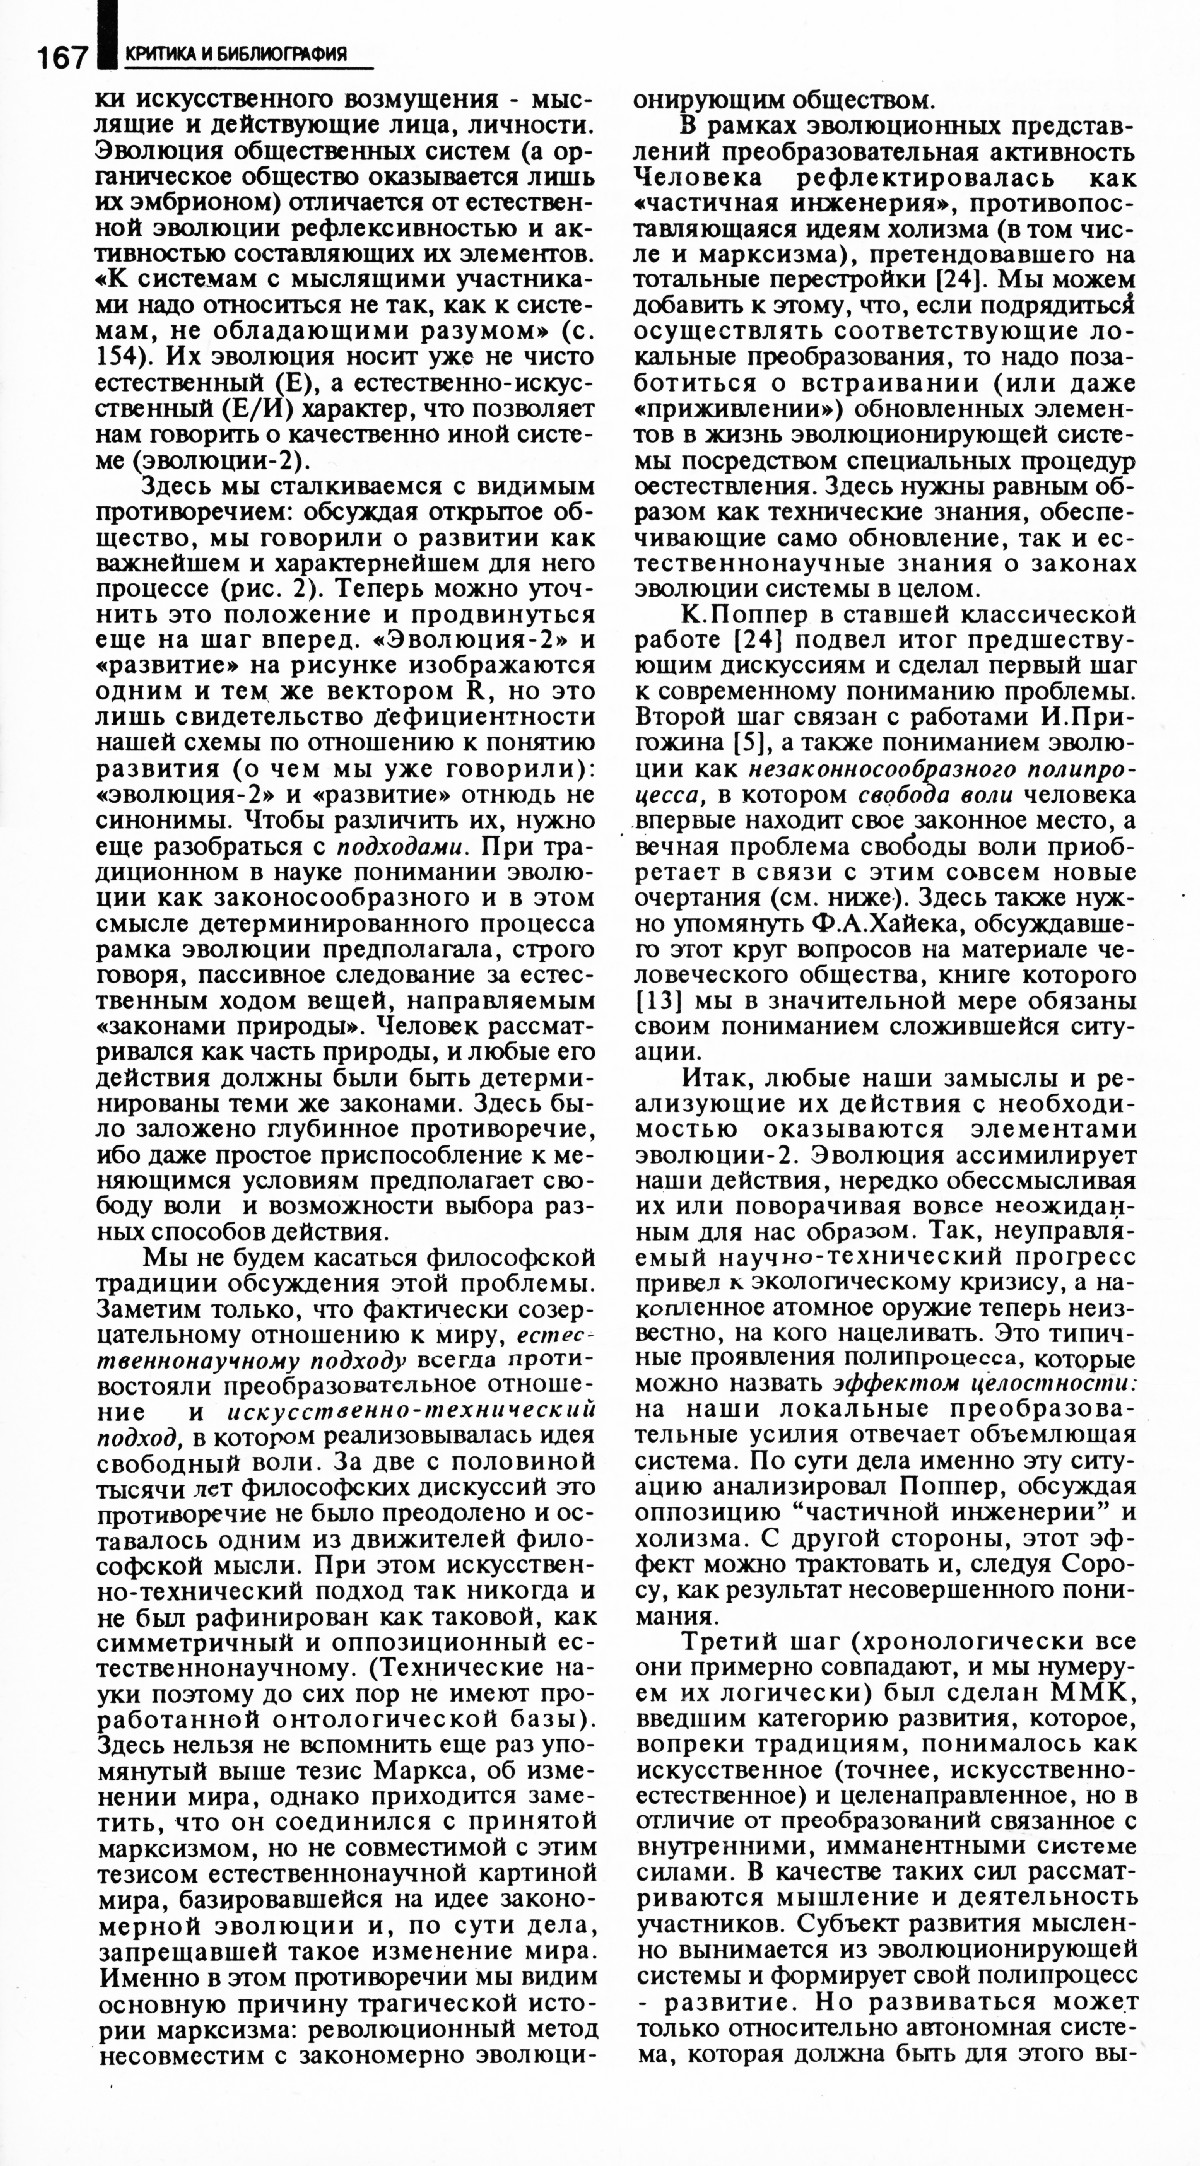 167
КРИТИКА И БИБЛИОГРАФИЯ
ки искусственного возмущения - мыс-
лящие и действующие лица, личности.
Эволюция общественных систем (а ор-
ганическое общество оказывается лишь
их эмбрионом) отличается от естествен-
ной эволюции рефлексивностью и ак-
тивностью составляющих их элементов.
«К системам с мыслящими участника-
ми надо относиться не так, как к систе-
мам, не обладающими разумом» (с.
154). Их эволюция носит уже не чисто
естественный (Е), а естественно-искус-
ственный (Е/И) характер, что позволяет
нам говорить о качественно иной систе-
ме (эволюции-2).
Здесь мы сталкиваемся с видимым
противоречием: обсуждая открытое об-
щество, мы говорили о развитии как
важнейшем и характернейшем для него
процессе (рис. 2). Теперь можно уточ-
нить это положение и продвинуться
еще на шаг вперед. «Эволюция-2» и
«развитие» на рисунке изображаются
одним и тем же вектором R, но это
лишь свидетельство дефициентности
нашей схемы по отношению к понятию
развития (о чем мы уже говорили):
«эволюция-2» и «развитие» отнюдь не
синонимы. Чтобы различить их, нужно
еще разобраться с подходами. При тра-
диционном в науке понимании эволю-
ции как законосообразного и в этом
смысле детерминированного процесса
рамка эволюции предполагала, строго
говоря, пассивное следование за естес-
твенным ходом вещей, направляемым
«законами природы». Человек рассмат-
ривался как часть природы, и любые его
действия должны были быть детерми-
нированы теми же законами. Здесь бы-
ло заложено глубинное противоречие,
ибо даже простое приспособление к ме-
няющимся условиям предполагает сво-
боду воли и возможности выбора раз-
ных способов действия.
Мы не будем касаться философской
традиции обсуждения этой проблемы.
Заметим только, что фактически созер-
цательному отношению к миру, естес-
твеннонаучному подходу всегда проти-
востояли преобразовательное отноше-
ние и искусственно-технический
подход, в котором реализовывалась идея
свободный воли. За две с половиной
тысячи лет философских дискуссий это
противоречие не было преодолено и ос-
тавалось одним из движителей фило-
софской мысли. При этом искусствен-
но-технический подход так никогда и
не был рафинирован как таковой, как
симметричный и оппозиционный ес-
тественнонаучному. (Технические на-
уки поэтому до сих пор не имеют про-
работанной онтологической базы).
Здесь нельзя не вспомнить еще раз упо-
мянутый выше тезис Маркса, об изме-
нении мира, однако приходится заме-
тить, что он соединился с принятой
марксизмом, но не совместимой с этим
тезисом естественнонаучной картиной
мира, базировавшейся на идее законо-
мерной эволюции и, по сути дела,
запрещавшей такое изменение мира.
Именно в этом противоречии мы видим
основную причину трагической исто-
рии марксизма: революционный метод
несовместим с закономерно эволюци-
онирующим обществом.
В рамках эволюционных представ-
лений преобразовательная активность
Человека рефлектировалась как
«частичная инженерия», противопос-
тавляющаяся идеям холизма (в том чис-
ле и марксизма), претендовавшего на
тотальные перестройки [24]. Мы можем
добавить к этому, что, если подрядиться
осуществлять соответствующие ло-
кальные преобразования, то надо поза-
ботиться о встраивании (или даже
«приживлении») обновленных элемен-
тов в жизнь эволюционирующей систе-
мы посредством специальных процедур
оестествления. Здесь нужны равным об-
разом как технические знания, обеспе-
чивающие само обновление, так и ес-
тественнонаучные знания о законах
эволюции системы в целом.
К.Поппер в ставшей классической
работе [24] подвел итог предшеству-
ющим дискуссиям и сделал первый шаг
к современному пониманию проблемы.
Второй шаг связан с работами И.При-
гожина [5], а также пониманием эволю-
ции как незаконносообразного полипро-
цесса, в котором свобода воли человека
впервые находит свое законное место, а
вечная проблема свободы воли приоб-
ретает в связи с этим совсем новые
очертания (см. ниже). Здесь также нуж-
но упомянуть Ф.А.Хайека, обсуждавше-
го этот круг вопросов на материале че-
ловеческого общества, книге которого
[13] мы в значительной мере обязаны
своим пониманием сложившейся ситу-
ации.
Итак, любые наши замыслы и ре-
ализующие их действия с необходи-
мостью оказываются элементами
эволюции-2. Эволюция ассимилирует
наши действия, нередко обессмысливая
их или поворачивая вовсе неожидан-
ным для нас образом. Так, неуправля-
емый научно-технический прогресс
привел к экологическому кризису, а на-
копленное атомное оружие теперь неиз-
вестно, на кого нацеливать. Это типич-
ные проявления полипроцесса, которые
можно назвать эффектом целостности:
на наши локальные преобразова-
тельные усилия отвечает объемлющая
система. По сути дела именно эту ситу-
ацию анализировал Поппер, обсуждая
оппозицию “частичной инженерии” и
холизма. С другой стороны, этот эф-
фект можно трактовать и, следуя Соро-
су, как результат несовершенного пони-
мания.
Третий шаг (хронологически все
они примерно совпадают, и мы нумеру-
ем их логически) был сделан ММК,
введшим категорию развития, которое,
вопреки традициям, понималось как
искусственное (точнее, искусственно-
естественное) и целенаправленное, но в
отличие от преобразований связанное с
внутренними, имманентными системе
силами. В качестве таких сил рассмат-
риваются мышление и деятельность
участников. Субъект развития мыслен-
но вынимается из эволюционирующей
системы и формирует свой полипроцесс
- развитие. Но развиваться может
только относительно автономная систе-
ма, которая должна быть для этого вы-